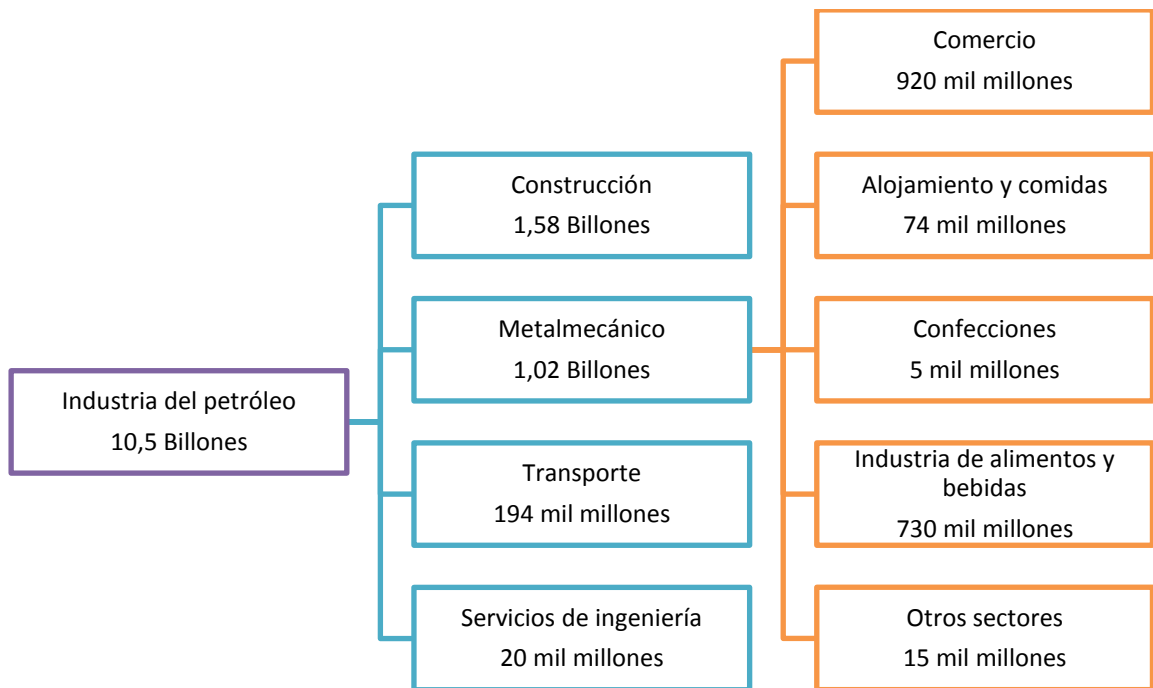 Industria del petróleo
10,5 Billones
Construcción
1,58 Billones
Metalmecánico
1,02 Billones
Transporte
194 mil millones
Servicios de ingeniería
20 mil millones
Comercio
920 mil millones
Alojamiento y comidas
74 mil millones
Confecciones
5 mil millones
Industria de alimentos y
bebidas
730 mil millones
Otros sectores
15 mil millones